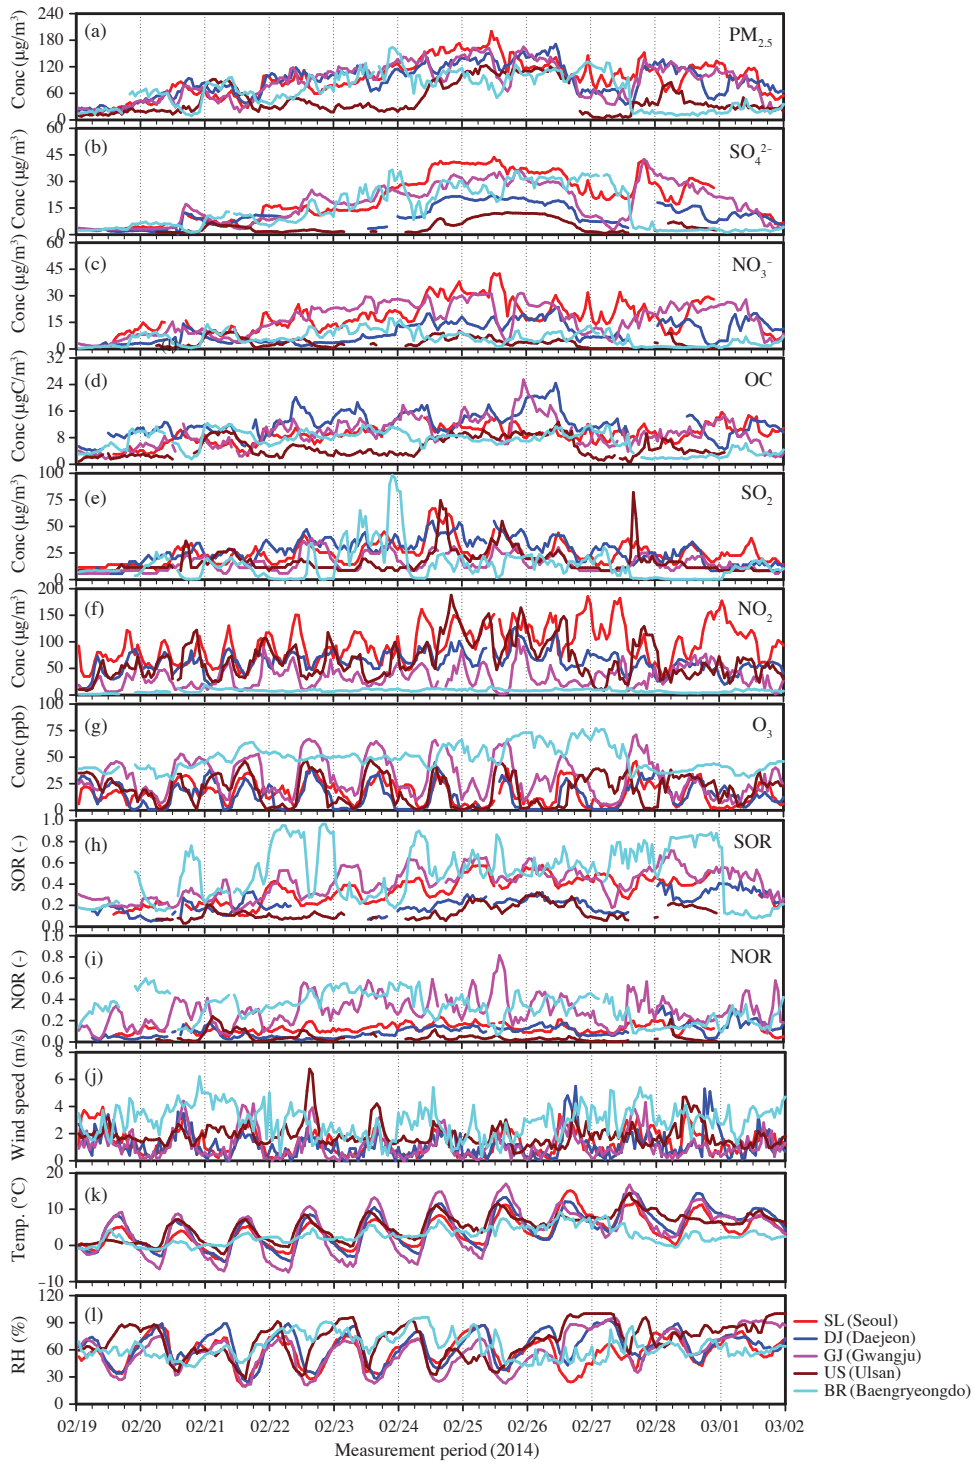 240
180
120
60
0
Conc (μg/m³)
(a)
PM₂.₅
60
45
30
15
0
Conc (μg/m³)
(b)
SO₄²⁻
60
45
30
15
0
Conc (μg/m³)
(c)
NO₃⁻
32
24
16
8
0
Conc (μgC/m³)
(d)
OC
100
75
50
25
0
Conc (μg/m³)
(e)
SO₂
200
150
100
50
0
Conc (μg/m³)
(f)
NO₂
100
75
50
25
0
Conc (ppb)
(g)
O₃
1.0
0.8
0.6
0.4
0.2
0.0
SOR (-)
(h)
SOR
1.0
0.8
0.6
0.4
0.2
0.0
NOR (-)
(i)
NOR
8
6
4
2
0
Wind speed (m/s)
(j)
20
10
0
−10
Temp. (°C)
(k)
120
90
60
30
0
RH (%)
(l)
SL (Seoul)
DJ (Daejeon)
GJ (Gwangju)
US (Ulsan)
BR (Baengryeongdo)
02/19 02/20 02/21 02/22 02/23 02/24 02/25 02/26 02/27 02/28 03/01 03/02
Measurement period (2014)